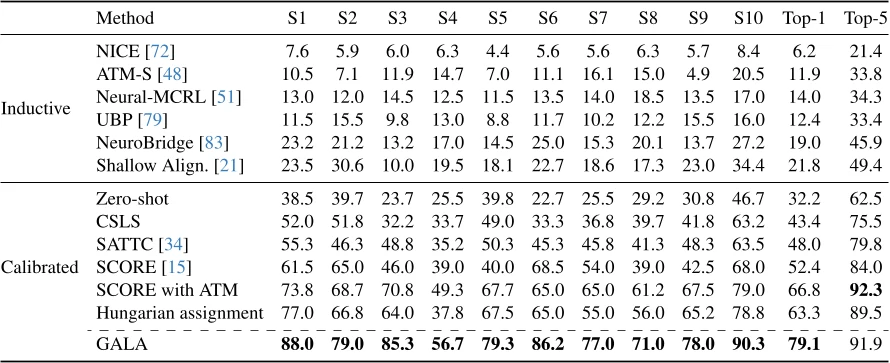 Method S1 S2 S3 S4 S5 S6 S7 S8 S9 S10 Top-1 Top-5
Inductive
NICE [72] 7.6 5.9 6.0 6.3 4.4 5.6 5.6 6.3 5.7 8.4 6.2 21.4
ATM-S [48] 10.5 7.1 11.9 14.7 7.0 11.1 16.1 15.0 4.9 20.5 11.9 33.8
Neural-MCRL [51] 13.0 12.0 14.5 12.5 11.5 13.5 14.0 18.5 13.5 17.0 14.0 34.3
UBP [79] 11.5 15.5 9.8 13.0 8.8 11.7 10.2 12.2 15.5 16.0 12.4 33.4
NeuroBridge [83] 23.2 21.2 13.2 17.0 14.5 25.0 15.3 20.1 13.7 27.2 19.0 45.9
Shallow Align. [21] 23.5 30.6 10.0 19.5 18.1 22.7 18.6 17.3 23.0 34.4 21.8 49.4
Calibrated
Zero-shot 38.5 39.7 23.7 25.5 39.8 22.7 25.5 29.2 30.8 46.7 32.2 62.5
CSLS 52.0 51.8 32.2 33.7 49.0 33.3 36.8 39.7 41.8 63.2 43.4 75.5
SATTC [34] 55.3 46.3 48.8 35.2 50.3 45.3 45.8 41.3 48.3 63.5 48.0 79.8
SCORE [15] 61.5 65.0 46.0 39.0 40.0 68.5 54.0 39.0 42.5 68.0 52.4 84.0
SCORE with ATM 73.8 68.7 70.8 49.3 67.7 65.0 65.0 61.2 67.5 79.0 66.8 92.3
Hungarian assignment 77.0 66.8 64.0 37.8 67.5 65.0 55.0 56.0 65.2 78.8 63.3 89.5
GALA 88.0 79.0 85.3 56.7 79.3 86.2 77.0 71.0 78.0 90.3 79.1 91.9